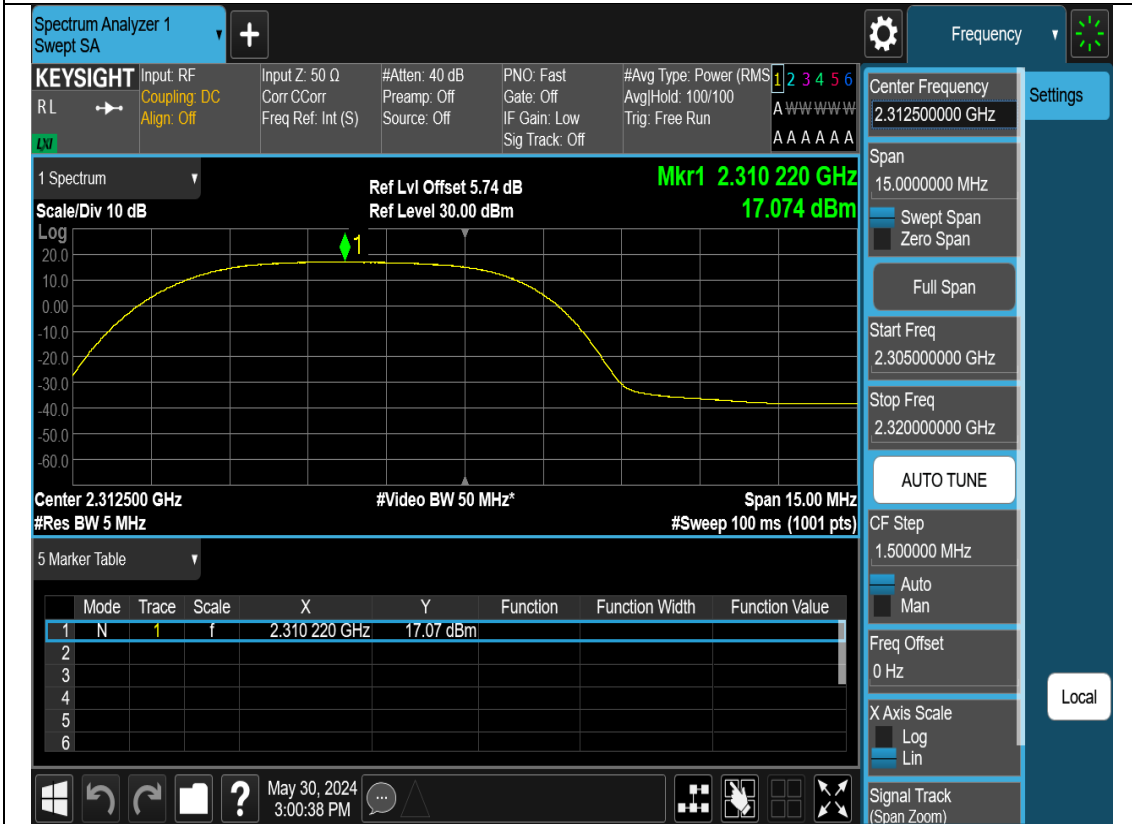 Spectrum Analyzer 1
Swept SA
Frequency
KEYSIGHT
RL
LXI
Input: RF
Coupling: DC
Align: Off
Input Z: 50 Ω
Corr CCorr
Freq Ref: Int (S)
#Atten: 40 dB
Preamp: Off
Source: Off
PNO: Fast
Gate: Off
IF Gain: Low
Sig Track: Off
#Avg Type: Power (RMS
Avg|Hold: 100/100
Trig: Free Run
1 2 3 4 5 6
A W W W W W
A A A A A A
1 Spectrum
Scale/Div 10 dB
Ref Lvl Offset 5.74 dB
Ref Level 30.00 dBm
Mkr1 2.310 220 GHz
17.074 dBm
Log
1
20.0
10.0
0.00
-10.0
-20.0
-30.0
-40.0
-50.0
-60.0
Center 2.312500 GHz
#Video BW 50 MHz*
Span 15.00 MHz
#Res BW 5 MHz
#Sweep 100 ms (1001 pts)
5 Marker Table
Mode Trace Scale X Y Function Function Width Function Value
1 N 1 f 2.310 220 GHz 17.07 dBm
2
3
4
5
6
May 30, 2024
3:00:38 PM
Center Frequency
2.312500000 GHz
Settings
Span
15.0000000 MHz
Swept Span
Zero Span
Full Span
Start Freq
2.305000000 GHz
Stop Freq
2.320000000 GHz
AUTO TUNE
CF Step
1.500000 MHz
Auto
Man
Freq Offset
0 Hz
Local
X Axis Scale
Log
Lin
Signal Track
(Span Zoom)